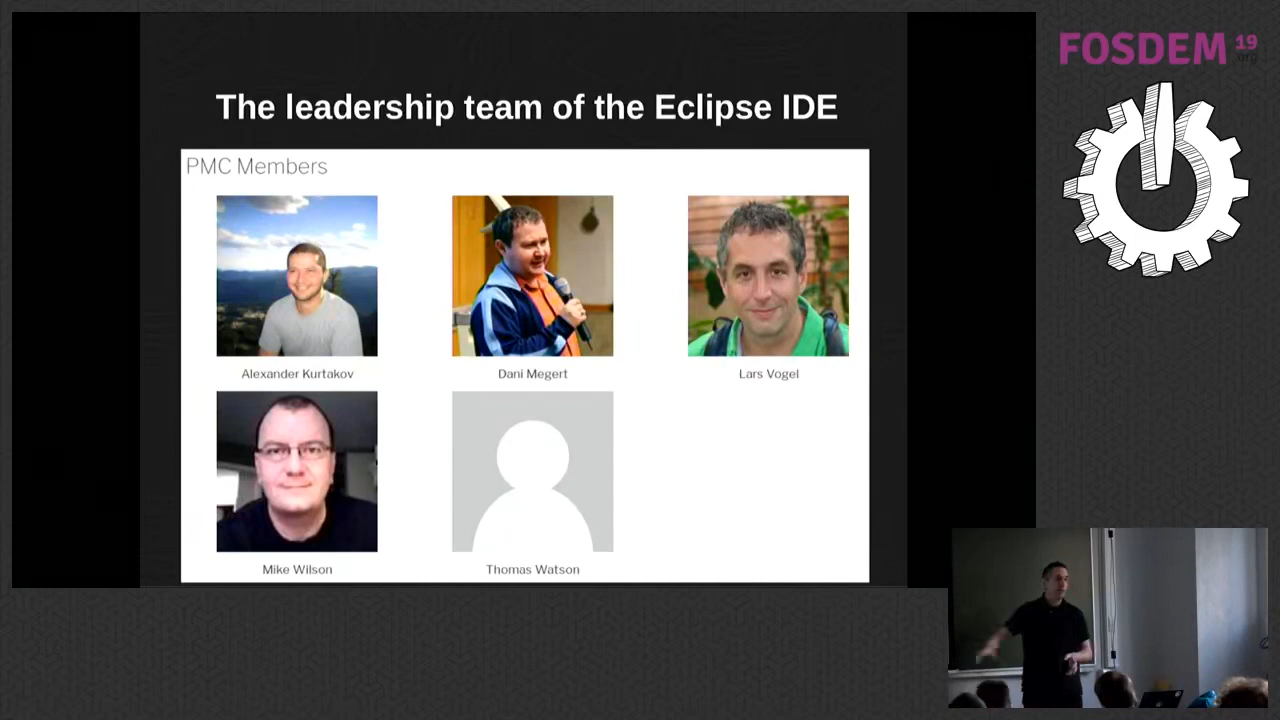 FOSDEM 19
.org
The leadership team of the Eclipse IDE
PMC Members
Alexander Kurtakov
Dani Megert
Lars Vogel
Mike Wilson
Thomas Watson